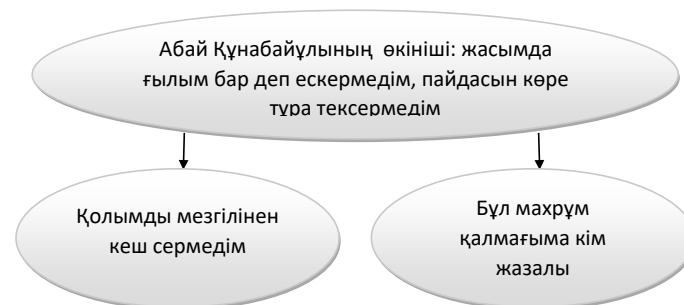 Абай Құнабайұлының өкініші: жасымда
ғылым бар деп ескермедім, пайдасын көре
тұра тексермедім
Қолымды мезгілінен
кеш сермедім
Бұл махрұм
қалмағыма кім
жазалы